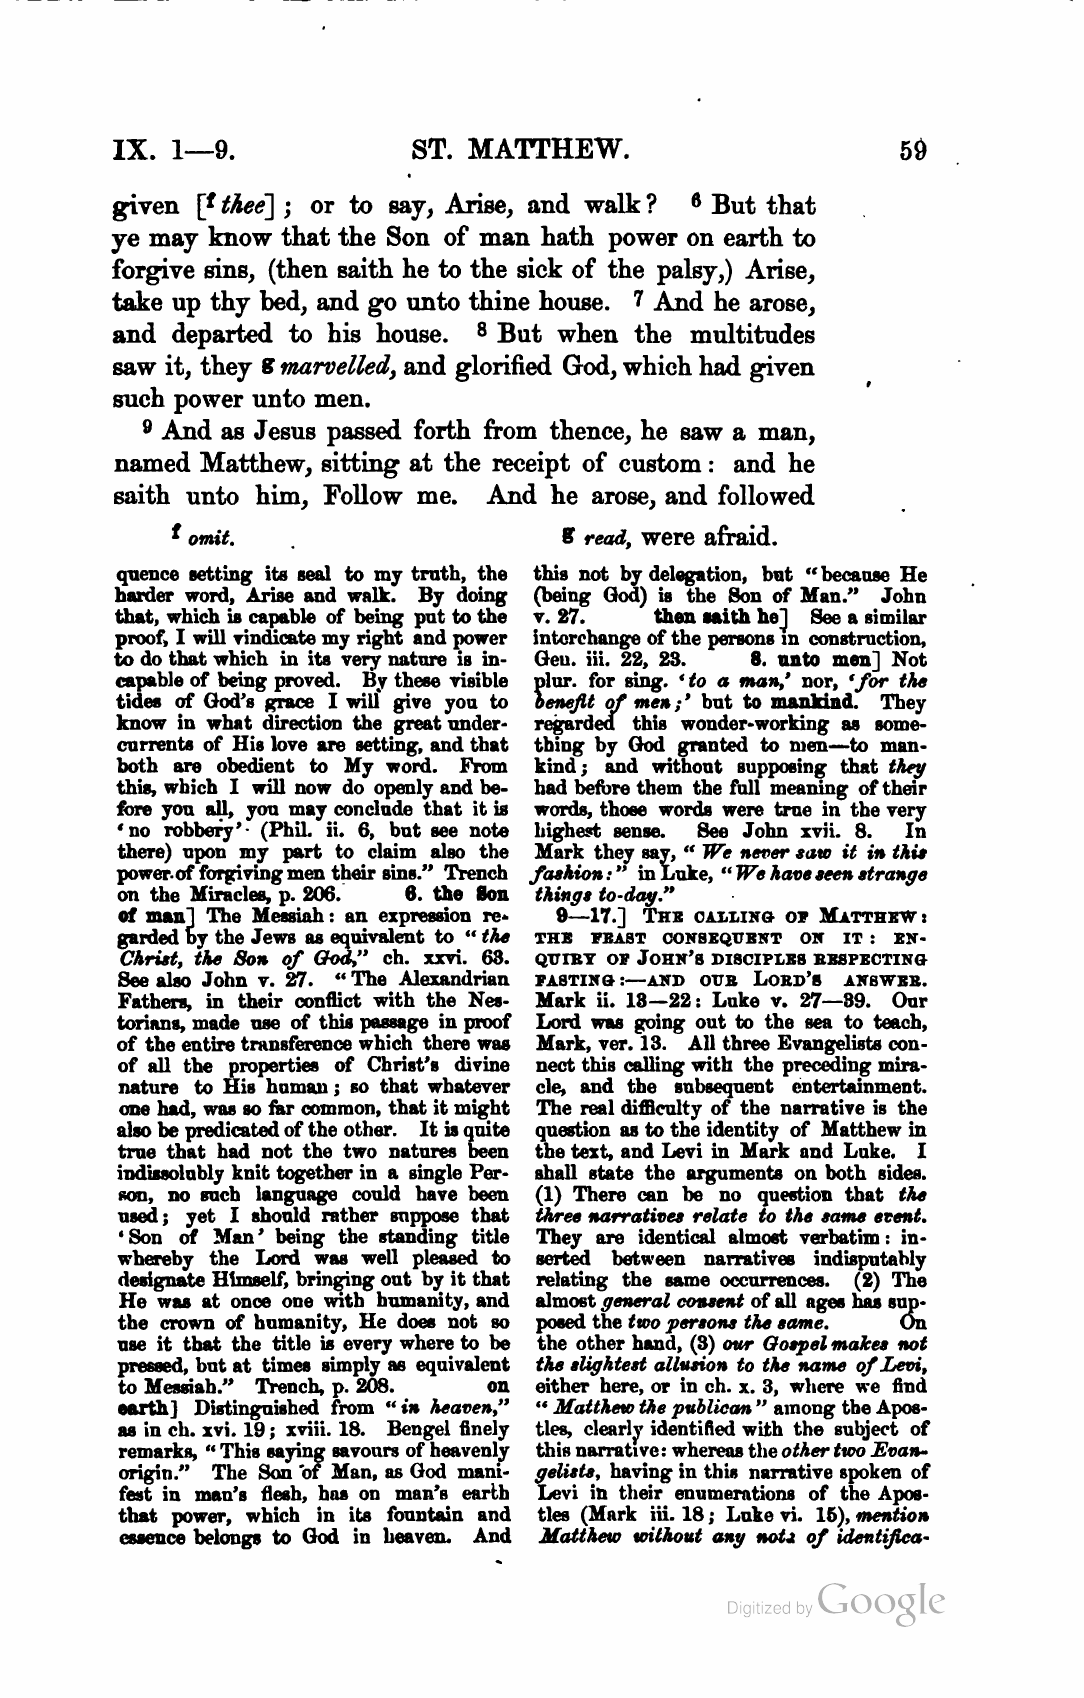 IX. 1—9. ST. MATTHEW. 59
given [f thee] ; or to say, Arise, and walk? 6 But that
ye may know that the Son of man hath power on earth to
forgive sins, (then saith he to the sick of the palsy,) Arise,
take up thy bed, and go unto thine house. 7 And he arose,
and departed to his house. 8 But when the multitudes
saw it, they g marvelled, and glorified God, which had given
such power unto men.
9 And as Jesus passed forth from thence, he saw a man,
named Matthew, sitting at the receipt of custom : and he
saith unto him, Follow me. And he arose, and followed
f omit.
g read, were afraid.
quence setting its seal to my truth, the
harder word, Arise and walk. By doing
that, which is capable of being put to the
proof, I will vindicate my right and power
to do that which in its very nature is in-
capable of being proved. By these visible
tides of God's grace I will give you to
know in what direction the great under-
currents of His love are setting, and that
both are obedient to My word. From
this, which I will now do openly and be-
fore you all, you may conclude that it is
'no robbery' (Phil. ii. 6, but see note
there) upon my part to claim also the
power of forgiving men their sins." Trench
on the Miracles, p. 206. 6. the Son
of man] The Messiah: an expression re-
garded by the Jews as equivalent to "the
Christ, the Son of God," ch. xxvi. 63.
See also John v. 27. "The Alexandrian
Fathers, in their conflict with the Nes-
torians, made use of this passage in proof
of the entire transference which there was
of all the properties of Christ's divine
nature to His human; so that whatever
one had, was so far common, that it might
also be predicated of the other. It is quite
true that had not the two natures been
indissolubly knit together in a single Per-
son, no such language could have been
used; yet I should rather suppose that
'Son of Man' being the standing title
whereby the Lord was well pleased to
designate Himself, bringing out by it that
He was at once one with humanity, and
the crown of humanity, He does not so
use it that the title is every where to be
pressed, but at times simply as equivalent
to Messiah." Trench, p. 208. on
earth] Distinguished from "in heaven,"
as in ch. xvi. 19; xviii. 18. Bengel finely
remarks, "This saying savours of heavenly
origin." The Son of Man, as God mani-
fest in man's flesh, has on man's earth
that power, which in its fountain and
essence belongs to God in heaven. And
this not by delegation, but "because He
(being God) is the Son of Man." John
v. 27. then saith he] See a similar
interchange of the persons in construction,
Gen. iii. 22, 23. 8. unto men] Not
plur. for sing. 'to a man,' nor, 'for the
benefit of men;' but to mankind. They
regarded this wonder-working as some-
thing by God granted to men—to man-
kind; and without supposing that they
had before them the full meaning of their
words, those words were true in the very
highest sense. See John xvii. 8. In
Mark they say, "We never saw it in this
fashion:" in Luke, "We have seen strange
things to-day."
9—17.] THE CALLING OF MATTHEW:
THE FEAST CONSEQUENT ON IT: EN-
QUIRY OF JOHN'S DISCIPLES RESPECTING
FASTING:—AND OUR LORD'S ANSWER.
Mark ii. 13—22: Luke v. 27—39. Our
Lord was going out to the sea to teach,
Mark, ver. 13. All three Evangelists con-
nect this calling with the preceding mira-
cle, and the subsequent entertainment.
The real difficulty of the narrative is the
question as to the identity of Matthew in
the text, and Levi in Mark and Luke. I
shall state the arguments on both sides.
(1) There can be no question that the
three narratives relate to the same event.
They are identical almost verbatim: in-
serted between narratives indisputably
relating the same occurrences. (2) The
almost general consent of all ages has sup-
posed the two persons the same. On
the other hand, (3) our Gospel makes not
the slightest allusion to the name of Levi,
either here, or in ch. x. 3, where we find
"Matthew the publican" among the Apos-
tles, clearly identified with the subject of
this narrative: whereas the other two Evan-
gelists, having in this narrative spoken of
Levi in their enumerations of the Apos-
tles (Mark iii. 18; Luke vi. 15), mention
Matthew without any note of identifica-
Digitized by Google